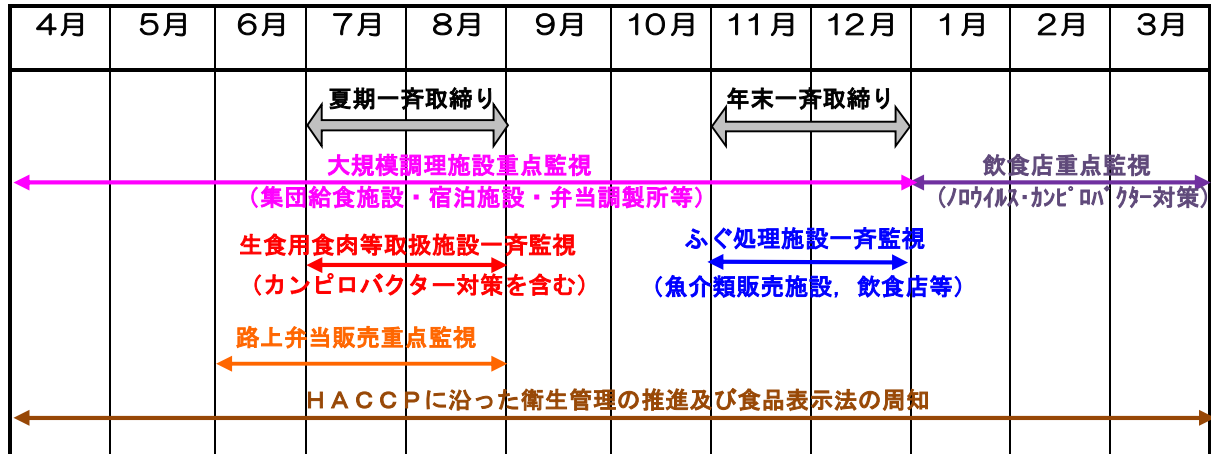 4月 5月 6月 7月 8月 9月 10月 11月 12月 1月 2月 3月
夏期一斉取締り 年末一斉取締り
大規模調理施設重点監視 飲食店重点監視
（集団給食施設・宿泊施設・弁当調製所等） （ﾉﾛｳｲﾙｽ・ｶﾝﾋﾟﾛﾊﾞｸﾀｰ対策）
生食用食肉等取扱施設一斉監視 ふぐ処理施設一斉監視
（カンピロバクター対策を含む） （魚介類販売施設，飲食店等）
路上弁当販売重点監視
ＨＡＣＣＰに沿った衛生管理の推進及び食品表示法の周知